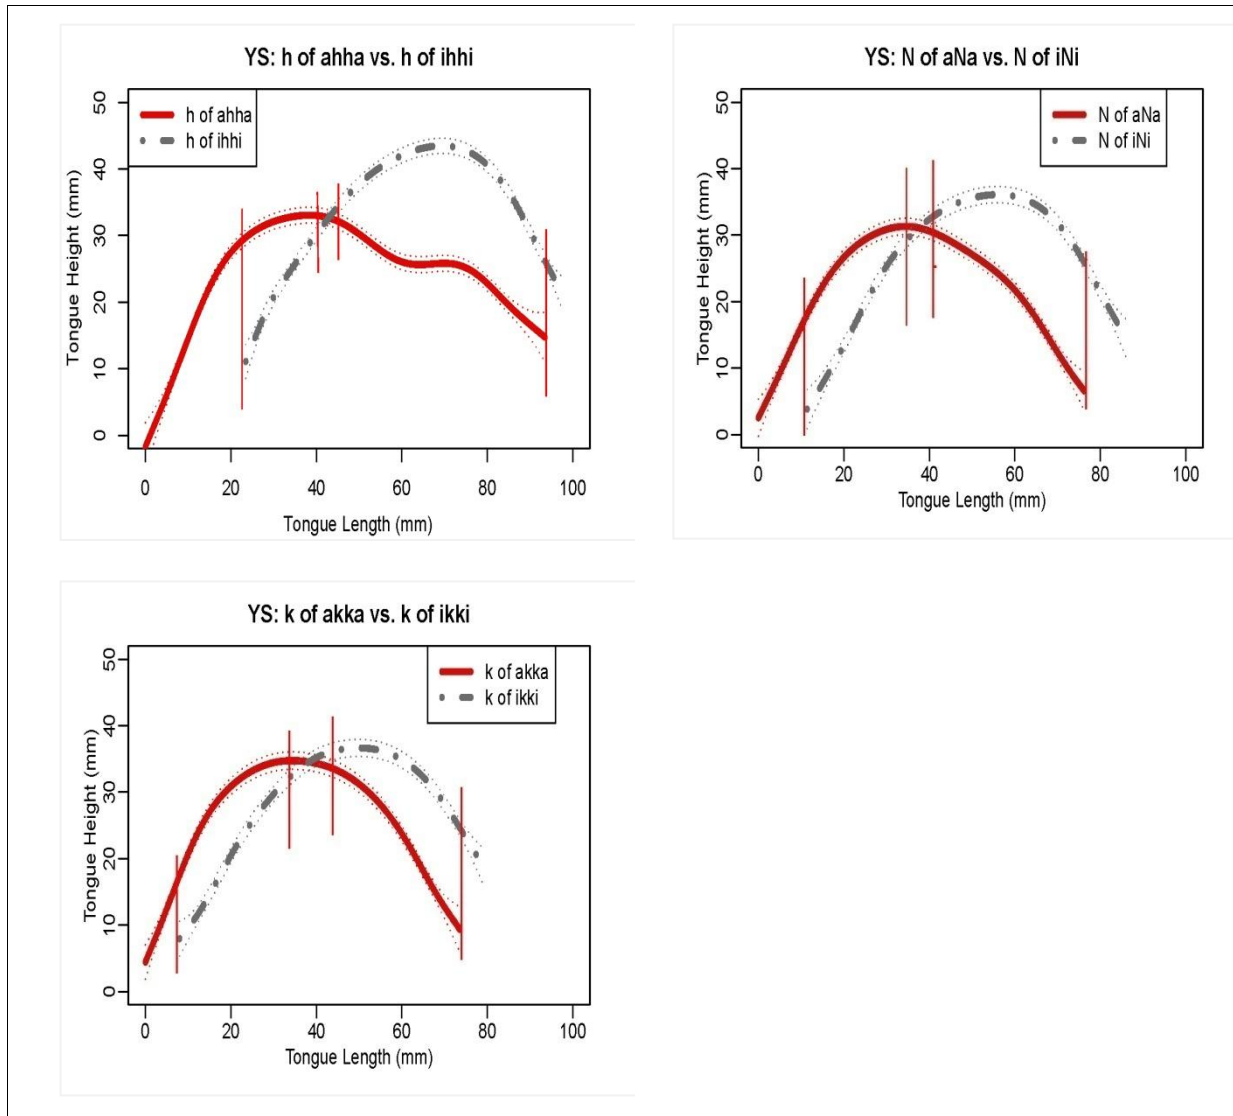 YS: h of ahha vs. h of ihhi
h of ahha
h of ihhi
Tongue Height (mm)
50
40
30
20
10
0
0 20 40 60 80 100
Tongue Length (mm)
YS: N of aNa vs. N of iNi
N of aNa
N of iNi
Tongue Height (mm)
50
40
30
20
10
0
0 20 40 60 80 100
Tongue Length (mm)
YS: k of akka vs. k of ikki
k of akka
k of ikki
Tongue Height (mm)
50
40
30
20
10
0
0 20 40 60 80 100
Tongue Length (mm)